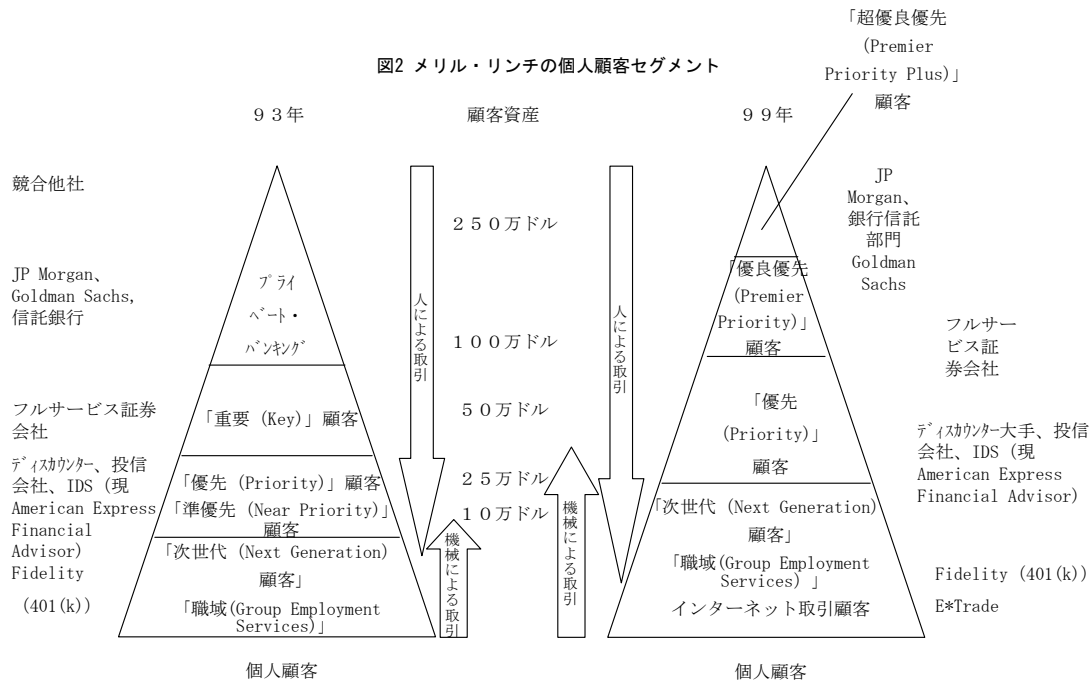 「超優良優先
(Premier
Priority Plus)」
顧客
図2 メリル・リンチの個人顧客セグメント
93年
顧客資産
99年
競合他社
JP Morgan、
Goldman Sachs,
信託銀行
フルサービス証券
会社
ディスカウンター、投信
会社、IDS (現
American Express
Financial
Advisor)
Fidelity
(401(k))
プライ
ベート・
バンキング
「重要 (Key)」顧客
「優先 (Priority)」顧客
「準優先 (Near Priority)」
顧客
「次世代 (Next Generation)
顧客」
「職域(Group Employment
Services)」
個人顧客
人による取引
機械による取引
250万ドル
100万ドル
50万ドル
25万ドル
10万ドル
機械による取引
人による取引
「優良優先
(Premier
Priority)」
顧客
「優先
(Priority)」
顧客
「次世代 (Next Generation)
顧客」
「職域(Group Employment
Services) 」
インターネット取引顧客
個人顧客
JP
Morgan、
銀行信託
部門
Goldman
Sachs
フルサー
ビス証
券会社
ディスカウンター大手、投信
会社、IDS (現
American Express
Financial Advisor)
Fidelity (401(k))
E*Trade